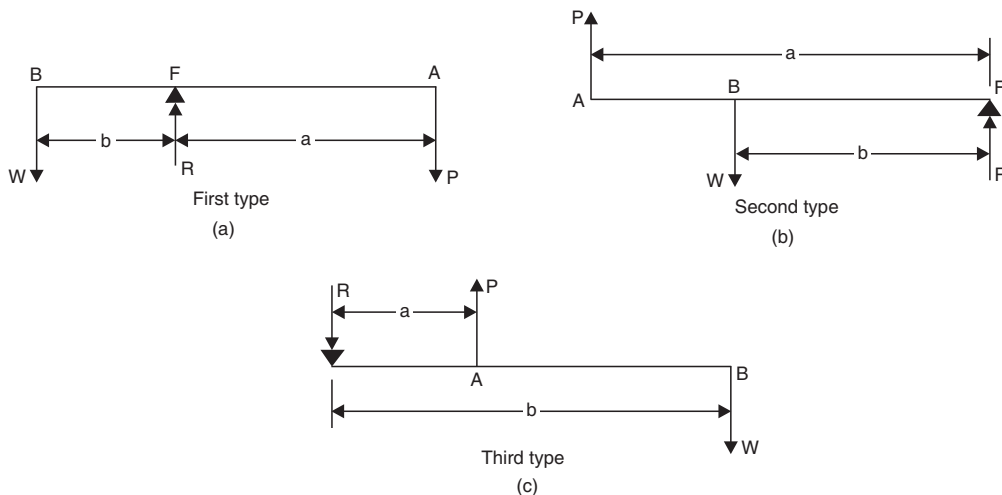 B F A
b a
W R P
First type
(a)
P
a
A B F
b
W F
Second type
(b)
R P
a
A B
b
W
Third type
(c)